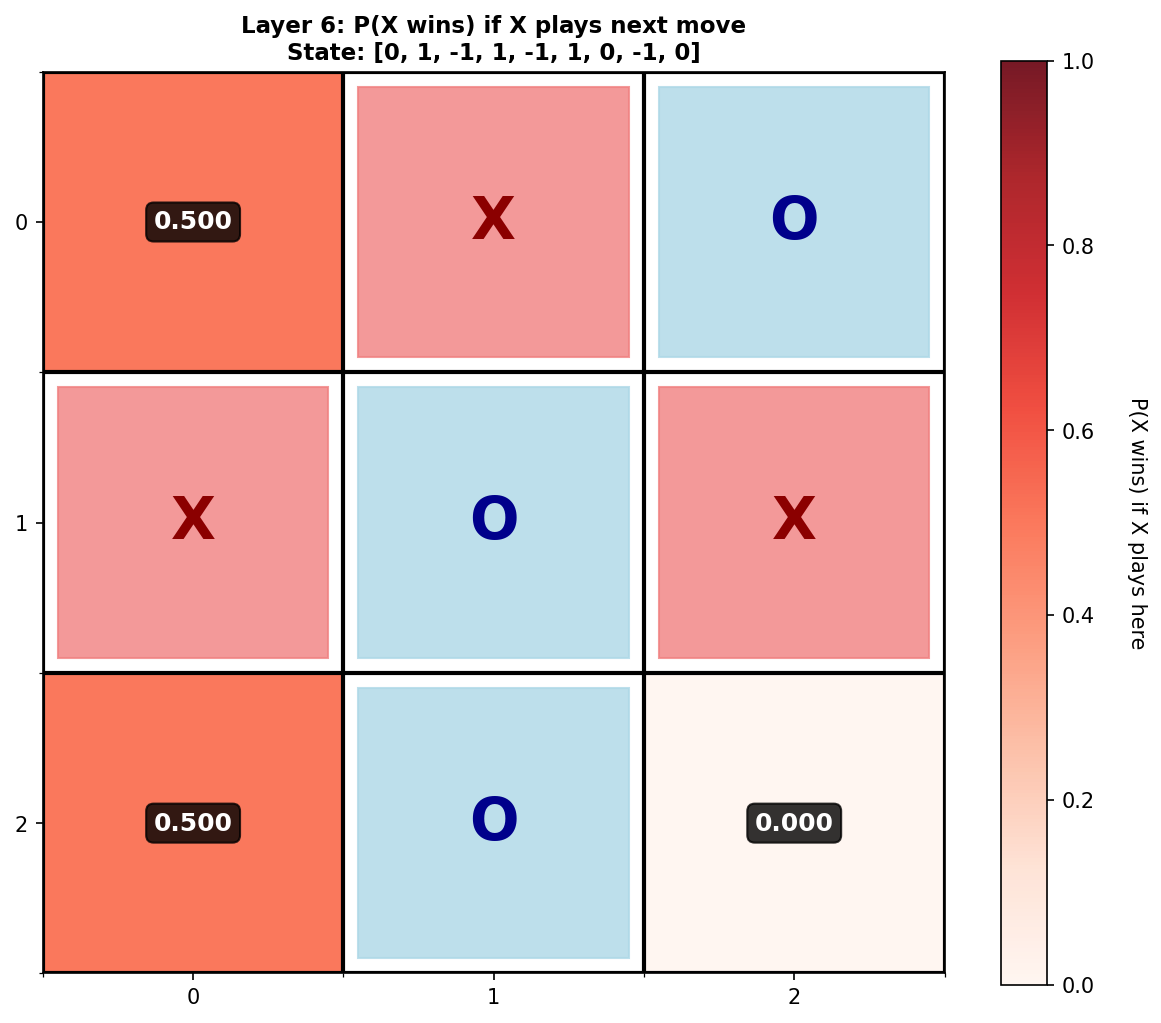 Layer 6: P(X wins) if X plays next move
State: [0, 1, -1, 1, -1, 1, 0, -1, 0]
0
0.500
X
O
1
X
O
X
2
0.500
O
0.000
0
1
2
1.0
0.8
0.6
0.4
0.2
0.0
P(X wins) if X plays here